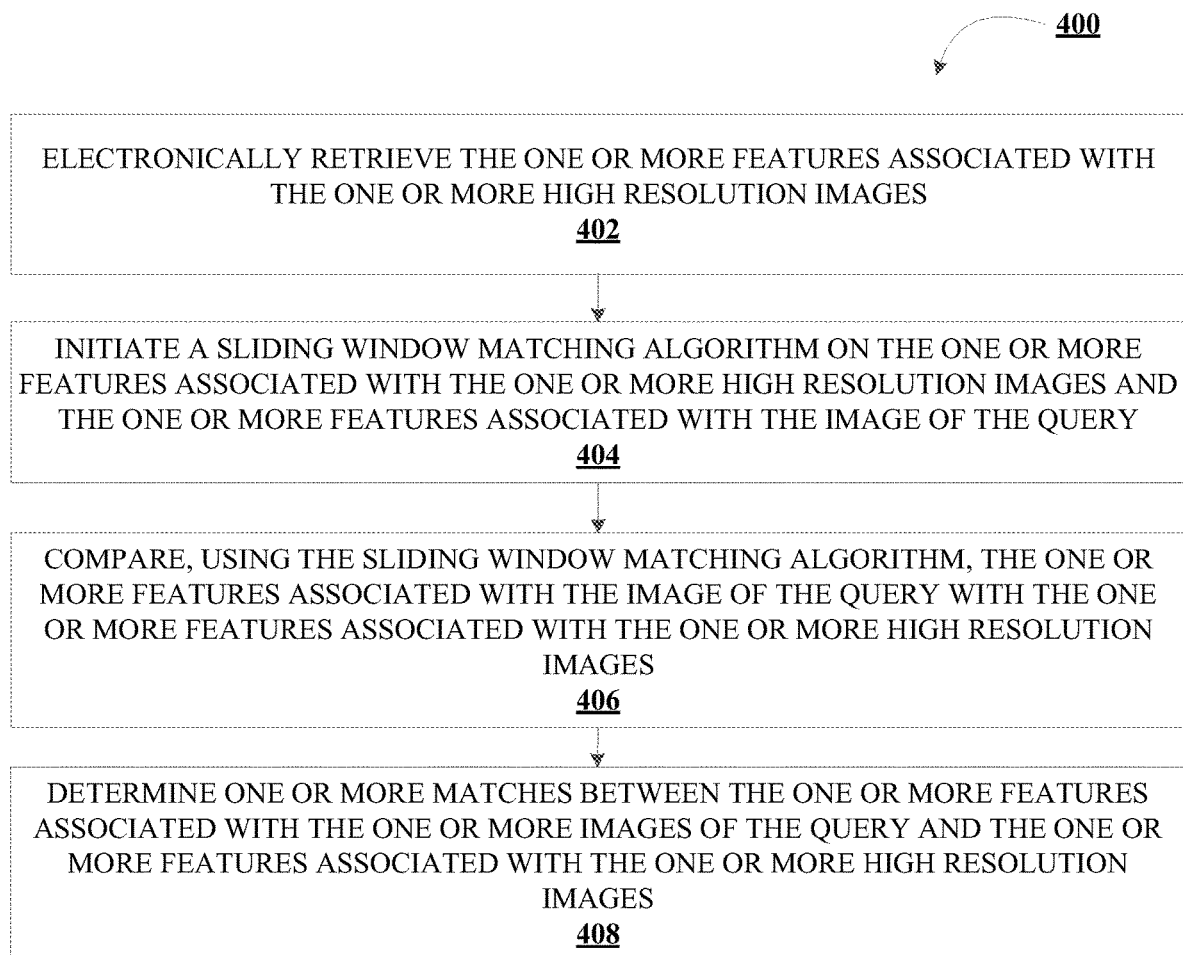 400
ELECTRONICALLY RETRIEVE THE ONE OR MORE FEATURES ASSOCIATED WITH
THE ONE OR MORE HIGH RESOLUTION IMAGES
402
INITIATE A SLIDING WINDOW MATCHING ALGORITHM ON THE ONE OR MORE
FEATURES ASSOCIATED WITH THE ONE OR MORE HIGH RESOLUTION IMAGES AND
THE ONE OR MORE FEATURES ASSOCIATED WITH THE IMAGE OF THE QUERY
404
COMPARE, USING THE SLIDING WINDOW MATCHING ALGORITHM, THE ONE OR
MORE FEATURES ASSOCIATED WITH THE IMAGE OF THE QUERY WITH THE ONE
OR MORE FEATURES ASSOCIATED WITH THE ONE OR MORE HIGH RESOLUTION
IMAGES
406
DETERMINE ONE OR MORE MATCHES BETWEEN THE ONE OR MORE FEATURES
ASSOCIATED WITH THE ONE OR MORE IMAGES OF THE QUERY AND THE ONE OR
MORE FEATURES ASSOCIATED WITH THE ONE OR MORE HIGH RESOLUTION
IMAGES
408